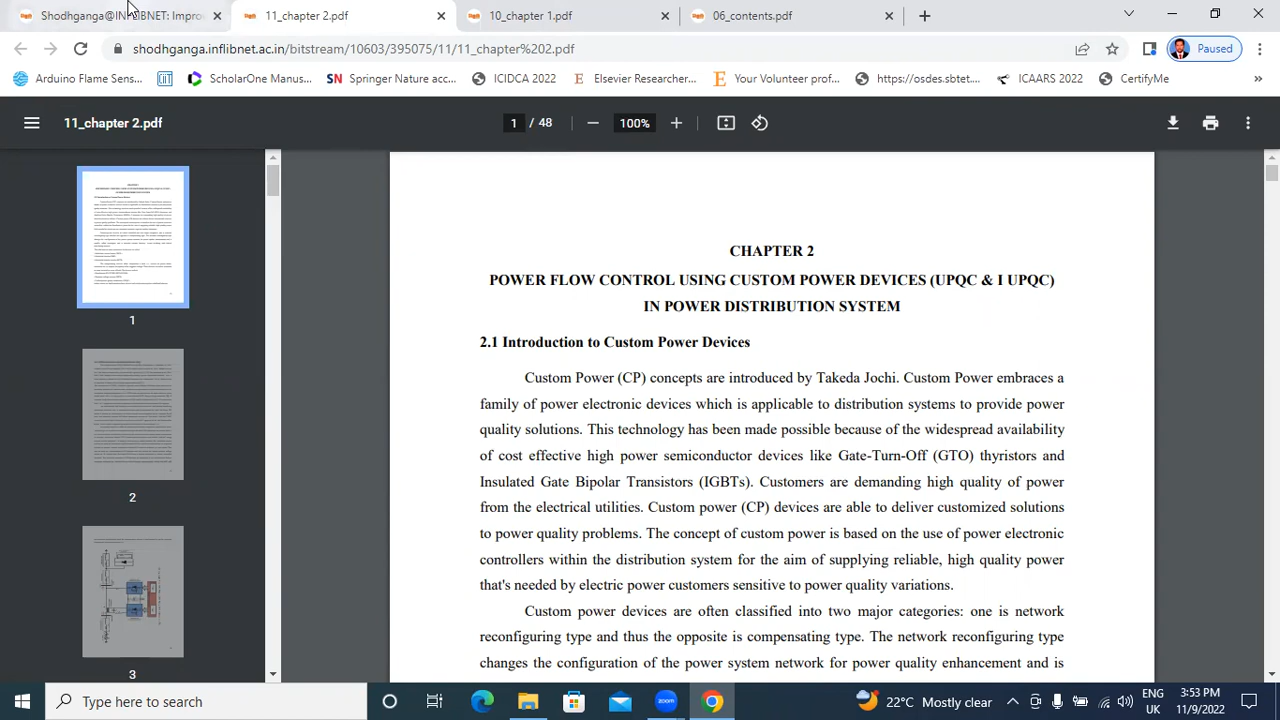 Shodhganga@INFLIBNET: Impro
11_chapter 2.pdf
10_chapter 1.pdf
06_contents.pdf
shodhganga.inflibnet.ac.in/bitstream/10603/395075/11/11_chapter%202.pdf
Paused
Arduino Flame Sens...
ScholarOne Manus...
SN Springer Nature acc...
ICIDCA 2022
E Elsevier Researcher...
E Your Volunteer prof...
https://osdes.sbtet....
ICAARS 2022
CertifyMe
»
11_chapter 2.pdf
1 / 48
100%
CHAPTER 2
POWER FLOW CONTROL USING CUSTOM POWER DEVICES (UPQC & I UPQC)
IN POWER DISTRIBUTION SYSTEM
2.1 Introduction to Custom Power Devices
Custom Power (CP) concepts are introduced by Takeda Jochi. Custom Power embraces a
family of power electronic devices which is applicable to distribution systems to provide power
quality solutions. This technology has been made possible because of the widespread availability
of cost effective high power semiconductor devices like Gate-Turn-Off (GTO) thyristors and
Insulated Gate Bipolar Transistors (IGBTs). Customers are demanding high quality of power
from the electrical utilities. Custom power (CP) devices are able to deliver customized solutions
to power quality problems. The concept of custom power is based on the use of power electronic
controllers within the distribution system for the aim of supplying reliable, high quality power
that's needed by electric power customers sensitive to power quality variations.
Custom power devices are often classified into two major categories: one is network
reconfiguring type and thus the opposite is compensating type. The network reconfiguring type
changes the configuration of the power system network for power quality enhancement and is
1
2
3
Type here to search
zoom
22°C Mostly clear
ENG
UK
3:53 PM
11/9/2022